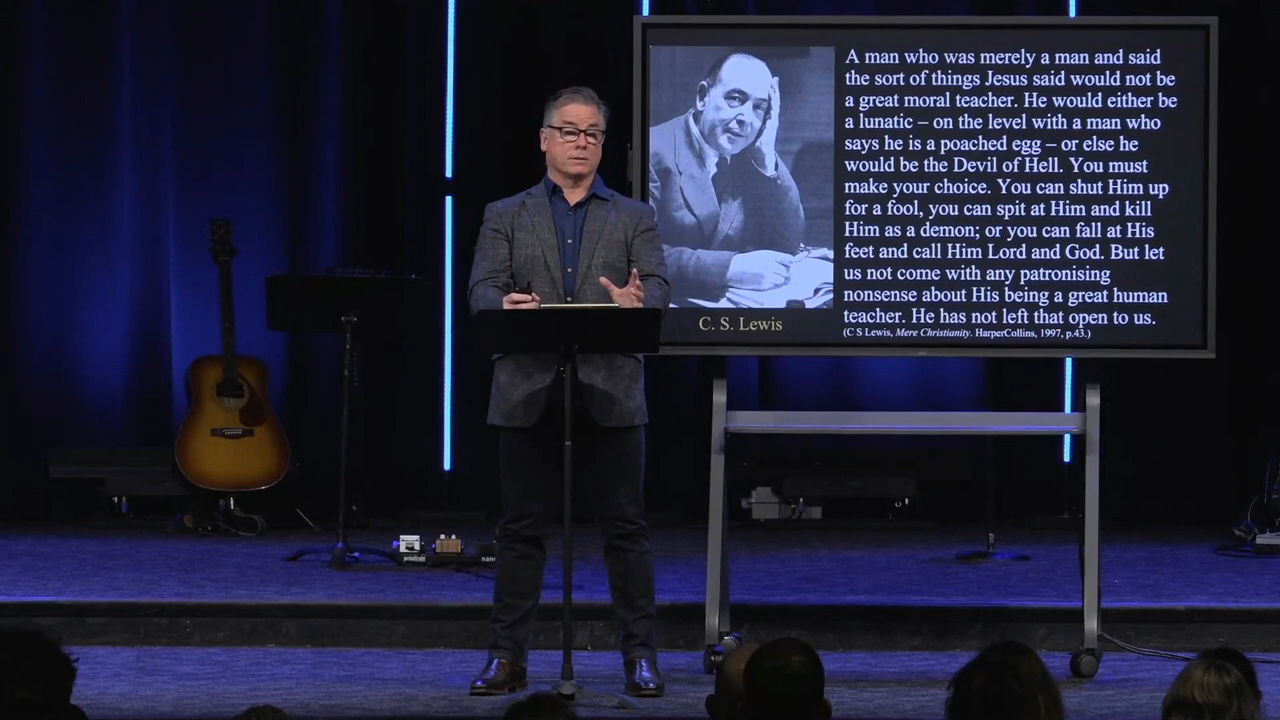 A man who was merely a man and said
the sort of things Jesus said would not be
a great moral teacher. He would either be
a lunatic – on the level with a man who
says he is a poached egg – or else he
would be the Devil of Hell. You must
make your choice. You can shut Him up
for a fool, you can spit at Him and kill
Him as a demon; or you can fall at His
feet and call Him Lord and God. But let
us not come with any patronising
nonsense about His being a great human
teacher. He has not left that open to us.
(C S Lewis, Mere Christianity. HarperCollins, 1997, p.43.)
C. S. Lewis